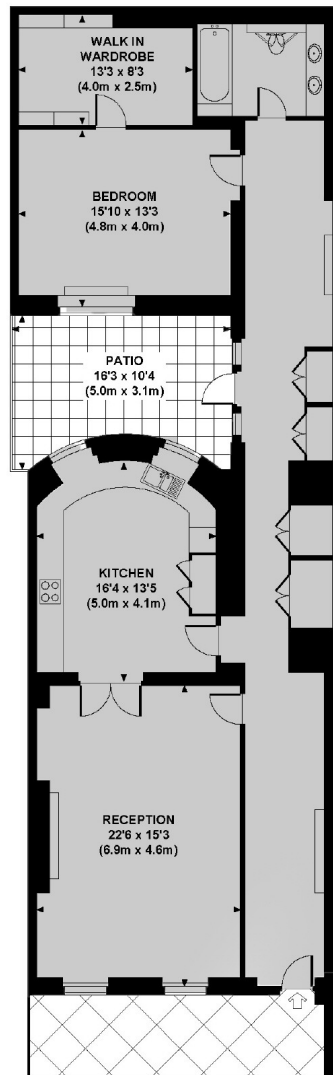 WALK IN
WARDROBE
13'3 x 8'3
(4.0m x 2.5m)
BEDROOM
15'10 x 13'3
(4.8m x 4.0m)
PATIO
16'3 x 10'4
(5.0m x 3.1m)
KITCHEN
16'4 x 13'5
(5.0m x 4.1m)
RECEPTION
22'6 x 15'3
(6.9m x 4.6m)